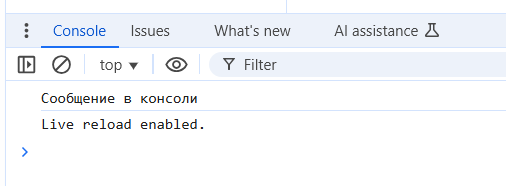 Console Issues What's new AI assistance
top Filter
Сообщение в консоли
Live reload enabled.